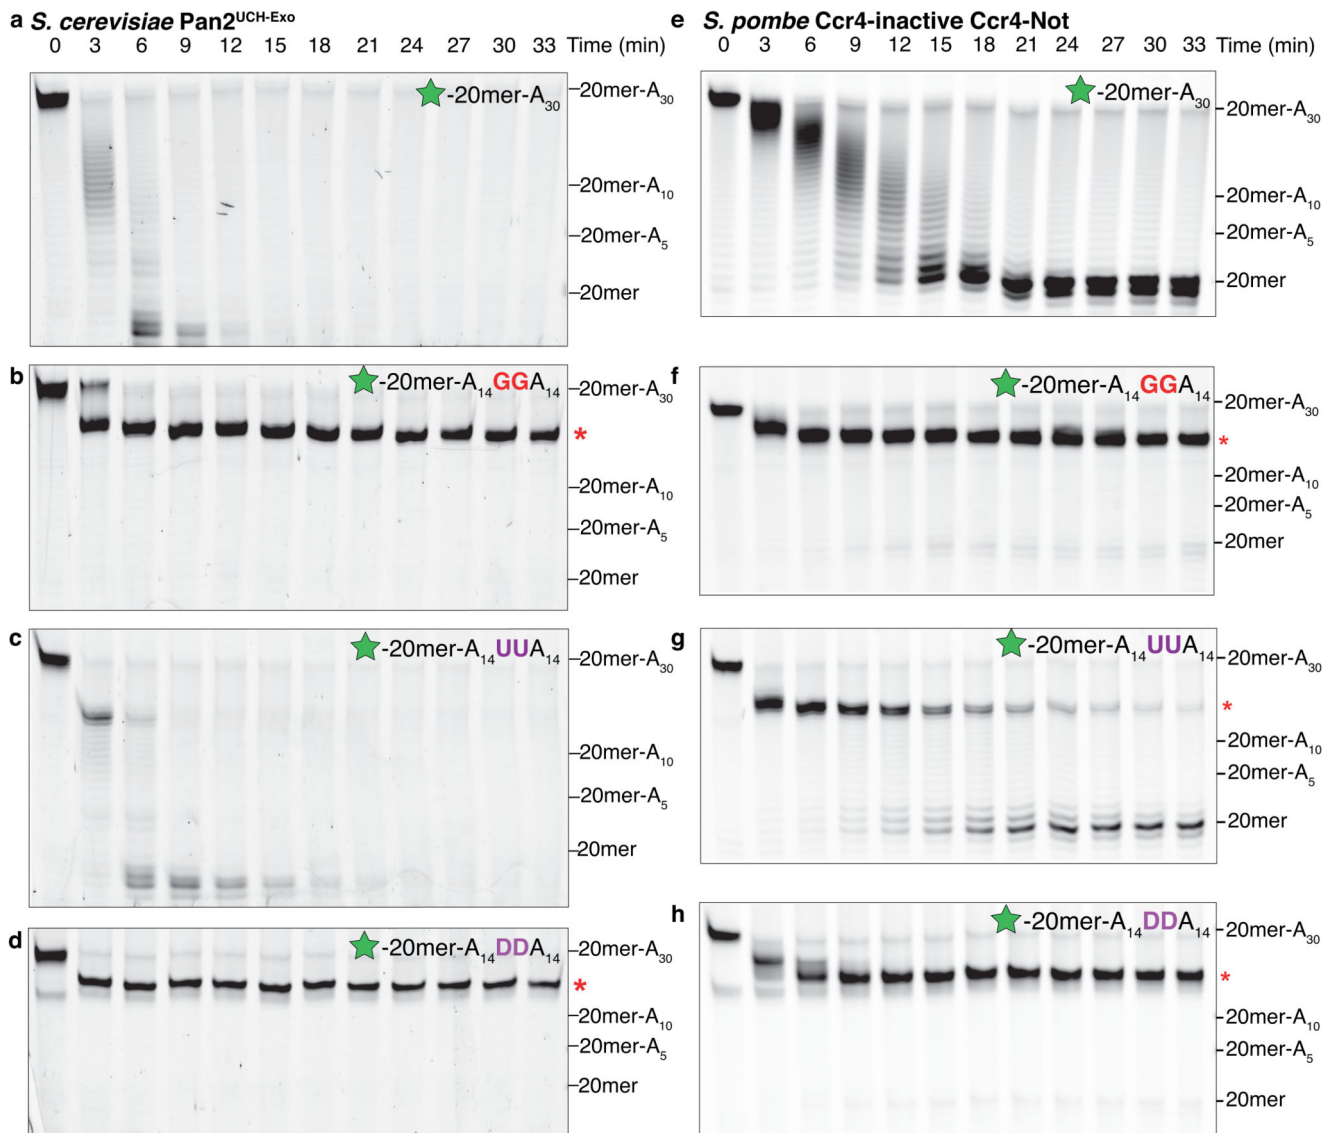 a S. cerevisiae Pan2UCH-Exo
0 3 6 9 12 15 18 21 24 27 30 33 Time (min)
-20mer-A30
20mer-A30
20mer-A10
20mer-A5
20mer
b
-20mer-A14GGA14
20mer-A30
*
20mer-A10
20mer-A5
20mer
c
-20mer-A14UUA14
20mer-A30
20mer-A10
20mer-A5
20mer
d
-20mer-A14DDA14
20mer-A30
*
20mer-A10
20mer-A5
20mer
e S. pombe Ccr4-inactive Ccr4-Not
0 3 6 9 12 15 18 21 24 27 30 33 Time (min)
-20mer-A30
20mer-A30
20mer-A10
20mer-A5
20mer
f
-20mer-A14GGA14
20mer-A30
*
20mer-A10
20mer-A5
20mer
g
-20mer-A14UUA14
20mer-A30
*
20mer-A10
20mer-A5
20mer
h
-20mer-A14DDA14
20mer-A30
*
20mer-A10
20mer-A5
20mer